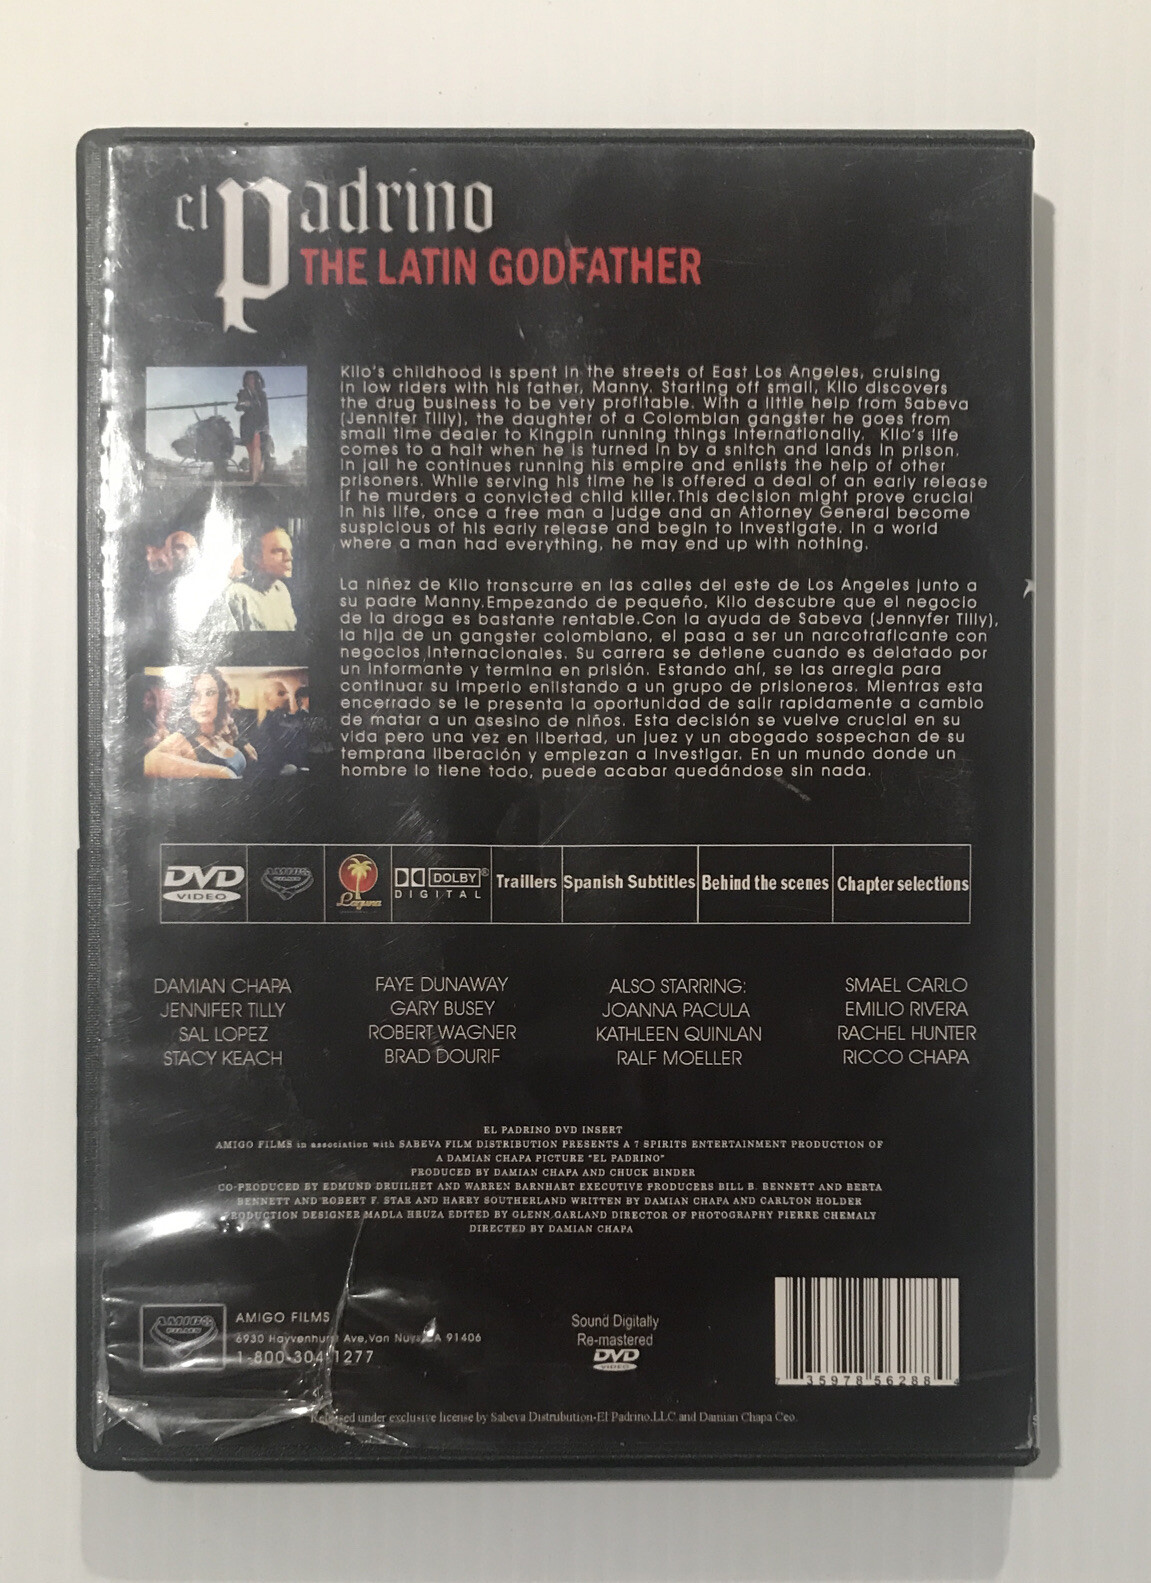 el Padrino
THE LATIN GODFATHER
Kilo's childhood is spent in the streets of East Los Angeles, cruising
in low riders with his father, Manny. Starting off small, Kilo discovers
the drug business to be very profitable. With a little help from Sabeva
(Jennifer Tilly), the daughter of a Colombian gangster he goes from
small time dealer to Kingpin running things internationally. Kilo's life
comes to a halt when he is turned in by a snitch and lands in prison.
In jail he continues running his empire and enlists the help of other
prisoners. While serving his time he is offered a deal of an early release
if he murders a convicted child killer.This decision might prove crucial
in his life, once a free man a judge and an Attorney General become
suspicious of his early release and begin to investigate. In a world
where a man had everything, he may end up with nothing.
La niñez de Kilo transcurre en las calles del este de Los Angeles junto a
su padre Manny.Empezando de pequeño, Kilo descubre que el negocio
de la droga es bastante rentable.Con la ayuda de Sabeva (Jennyfer Tilly),
la hija de un gangster colombiano, el pasa a ser un narcotraficante con
negocios internacionales. Su carrera se detiene cuando es delatado por
un informante y termina en prisión. Estando ahí, se las arregla para
continuar su imperio enlistando a un grupo de prisioneros. Mientras esta
encerrado se le presenta la oportunidad de salir rapidamente a cambio
de matar a un asesino de niños. Esta decisión se vuelve crucial en su
vida pero una vez en libertad, un juez y un abogado sospechan de su
temprana liberación y empiezan a investigar. En un mundo donde un
hombre lo tiene todo, puede acabar quedándose sin nada.
DVD VIDEO
AMIGO FILMS
Laguna
DOLBY® DIGITAL
Traillers
Spanish Subtitles
Behind the scenes
Chapter selections
DAMIAN CHAPA
JENNIFER TILLY
SAL LOPEZ
STACY KEACH
FAYE DUNAWAY
GARY BUSEY
ROBERT WAGNER
BRAD DOURIF
ALSO STARRING:
JOANNA PACULA
KATHLEEN QUINLAN
RALF MOELLER
SMAEL CARLO
EMILIO RIVERA
RACHEL HUNTER
RICCO CHAPA
EL PADRINO DVD INSERT
AMIGO FILMS in association with SABEVA FILM DISTRIBUTION PRESENTS A 7 SPIRITS ENTERTAINMENT PRODUCTION OF
A DAMIAN CHAPA PICTURE "EL PADRINO"
PRODUCED BY DAMIAN CHAPA AND CHUCK BINDER
CO-PRODUCED BY EDMUND DRUILHET AND WARREN BARNHART EXECUTIVE PRODUCERS BILL B. BENNETT AND BERTA
BENNETT AND ROBERT F. STAR AND HARRY SOUTHERLAND WRITTEN BY DAMIAN CHAPA AND CARLTON HOLDER
PRODUCTION DESIGNER MADLA HRUZA EDITED BY GLENN GARLAND DIRECTOR OF PHOTOGRAPHY PIERRE CHEMALY
DIRECTED BY DAMIAN CHAPA
AMIGO FILMS
AMIGO FILMS
6930 Hayvenhurst Ave,Van Nuys,CA 91406
1-800-304-1277
Sound Digitally
Re-mastered
DVD
VIDEO
7 35978 56288 4
Released under exclusive license by Sabeva Distrubution-El Padrino,LLC and Damian Chapa Ceo.